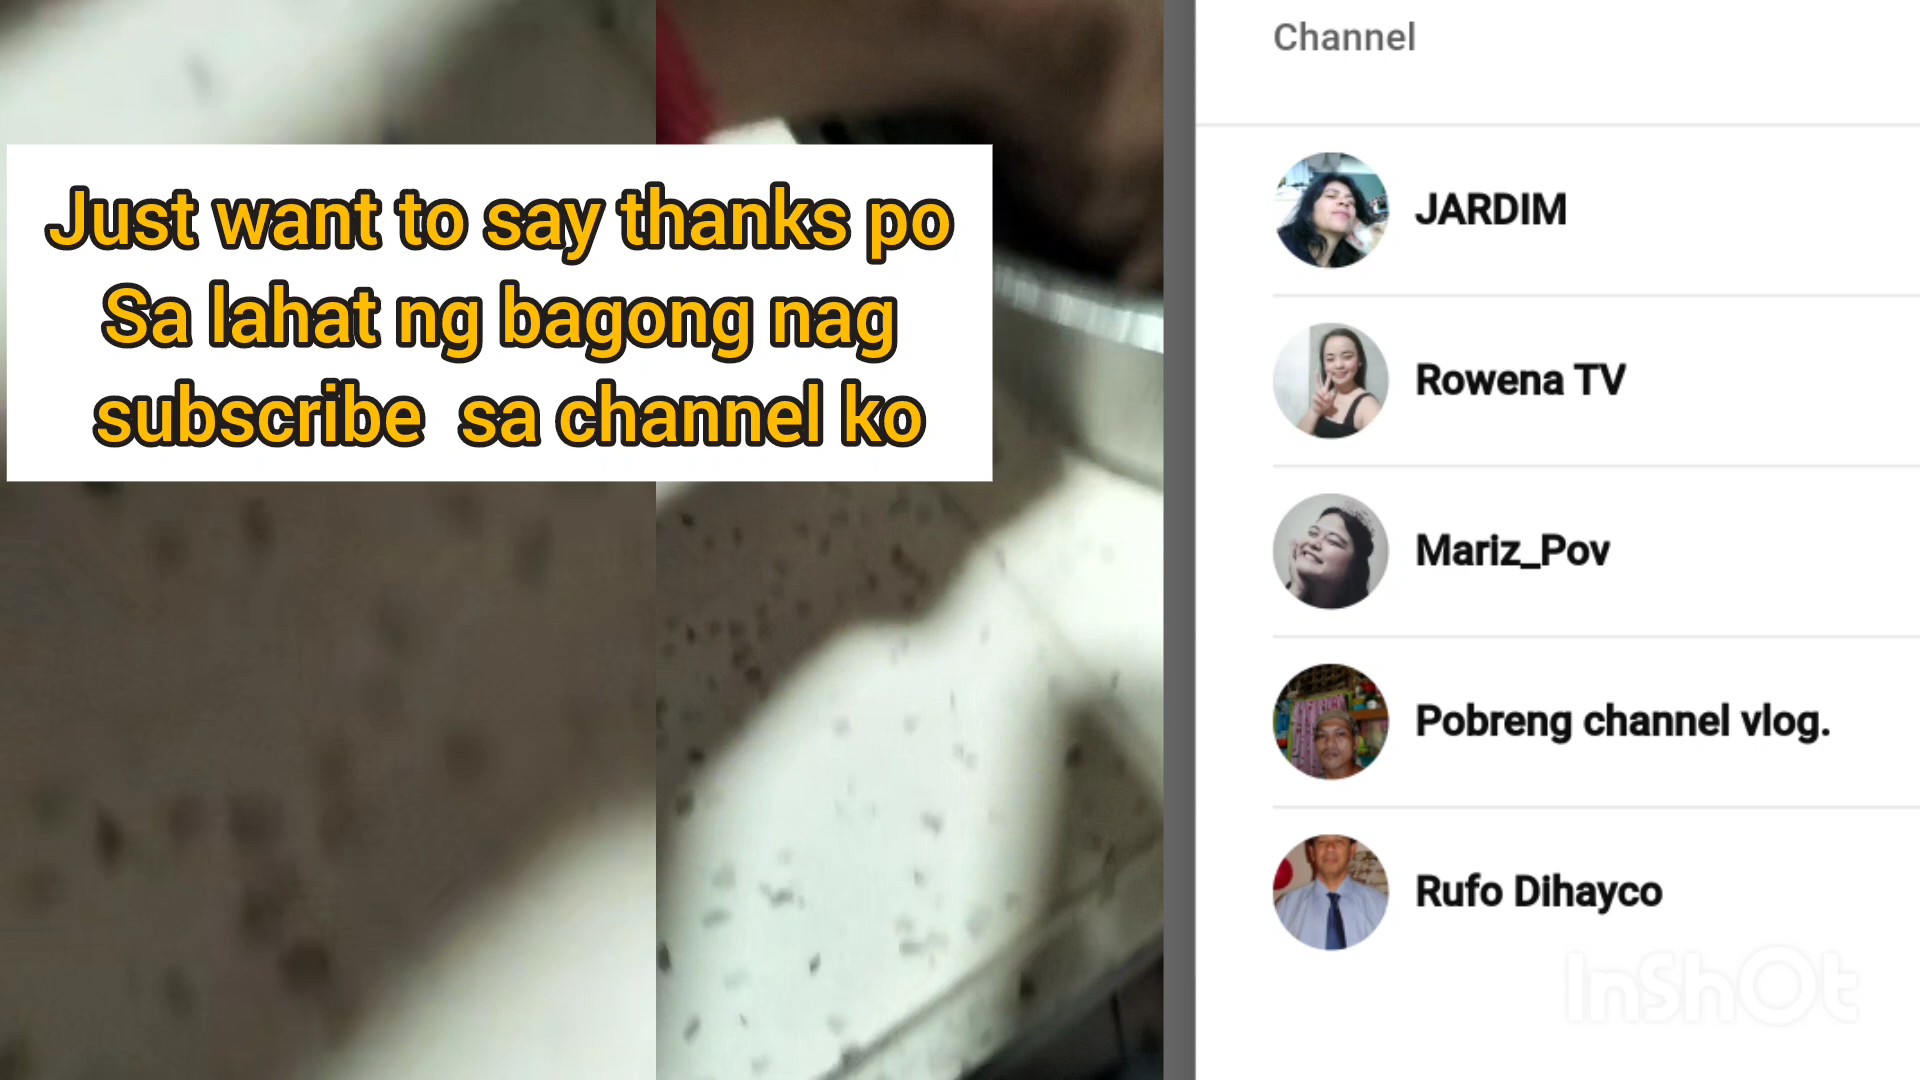 Just want to say thanks po
Sa lahat ng bagong nag
subscribe sa channel ko
Channel
JARDIM
Rowena TV
Mariz_Pov
Pobreng channel vlog.
Rufo Dihayco
InShOt